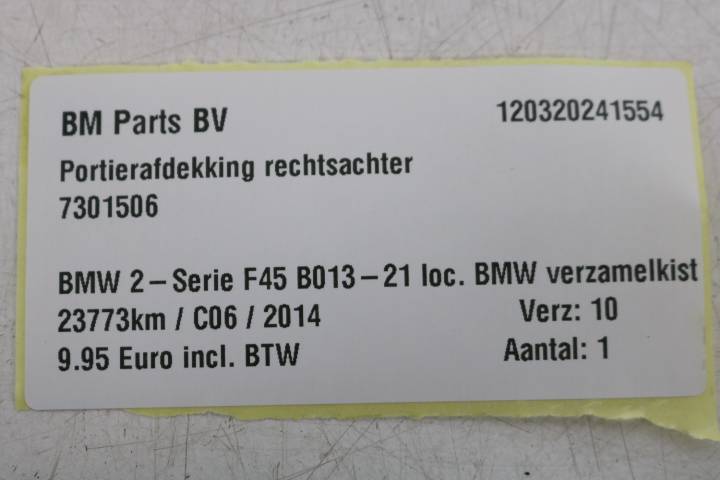 BM Parts BV 120320241554
Portierafdekking rechtsachter
7301506
BMW 2-Serie F45 B013-21 loc. BMW verzamelkist
23773km / C06 / 2014 Verz: 10
9.95 Euro incl. BTW Aantal: 1